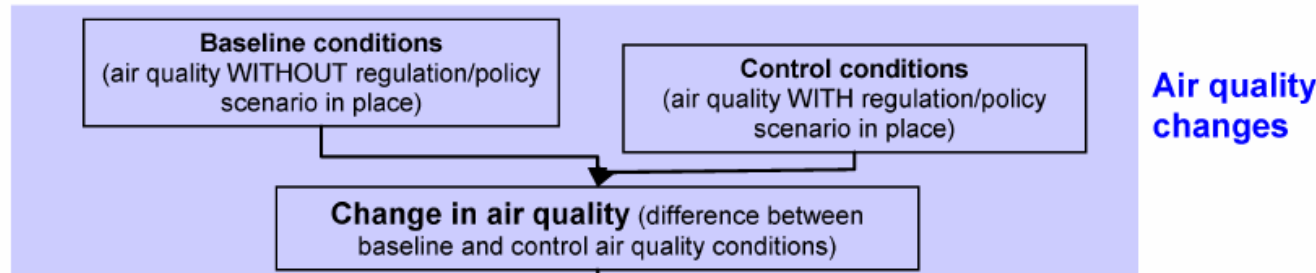 Baseline conditions
(air quality WITHOUT regulation/policy
scenario in place)
Control conditions
(air quality WITH regulation/policy
scenario in place)
Air quality
changes
Change in air quality (difference between
baseline and control air quality conditions)